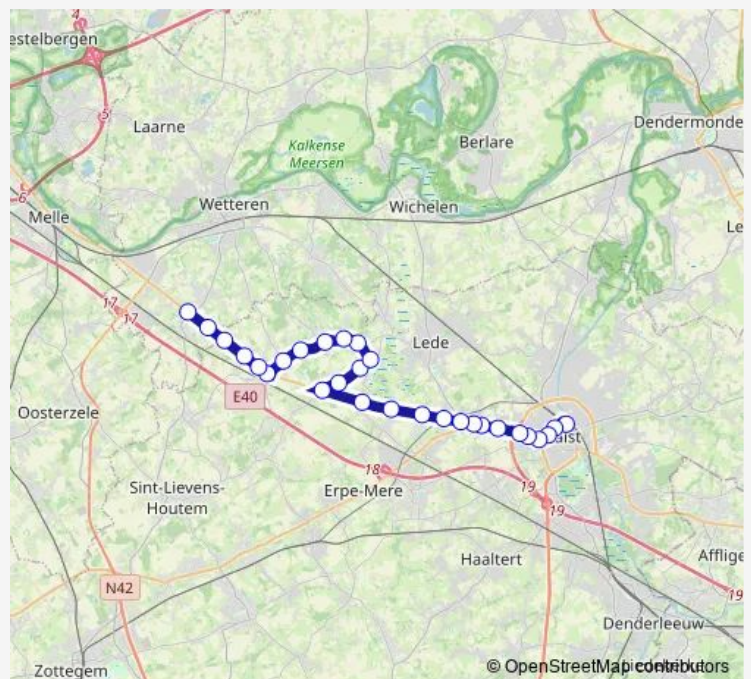 4
estelbergen
5
Laarne
Kalkense
Meersen
Berlare
Dendermonde
6
Melle
Wetteren
Wichelen
Le
17
17
Lede
E40
Oosterzele
alst
18
Erpe-Mere
19
19
Sint-Lievens-
Houtem
Haaltert
Afflige
N42
19
Denderleeuw
Zottegem
© OpenStreetMap contributors